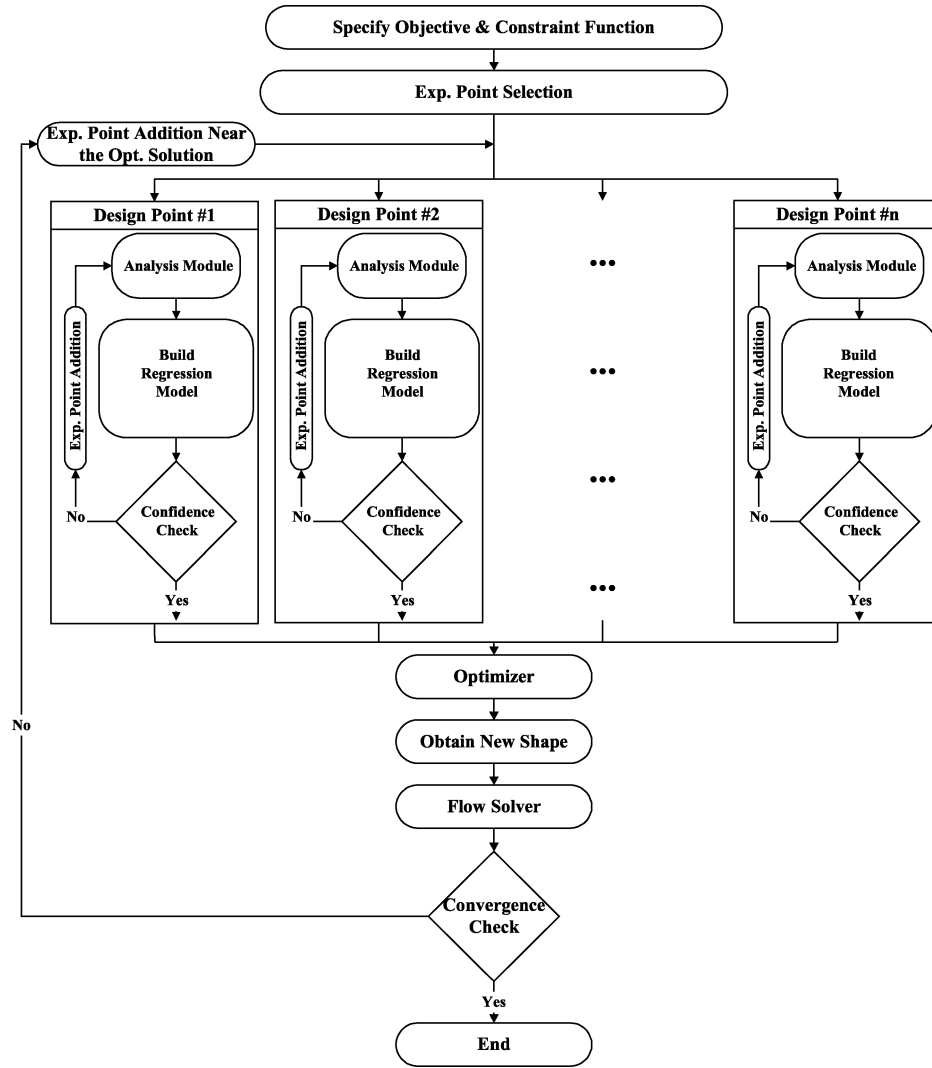 Specify Objective & Constraint Function
Exp. Point Selection
Exp. Point Addition Near
the Opt. Solution
Design Point #1
Analysis Module
Exp. Point Addition
Build
Regression
Model
Confidence
Check
No
Yes
Design Point #2
Analysis Module
Exp. Point Addition
Build
Regression
Model
Confidence
Check
No
Yes
•••
•••
•••
•••
Design Point #n
Analysis Module
Exp. Point Addition
Build
Regression
Model
Confidence
Check
No
Yes
Optimizer
Obtain New Shape
Flow Solver
Convergence
Check
No
Yes
End